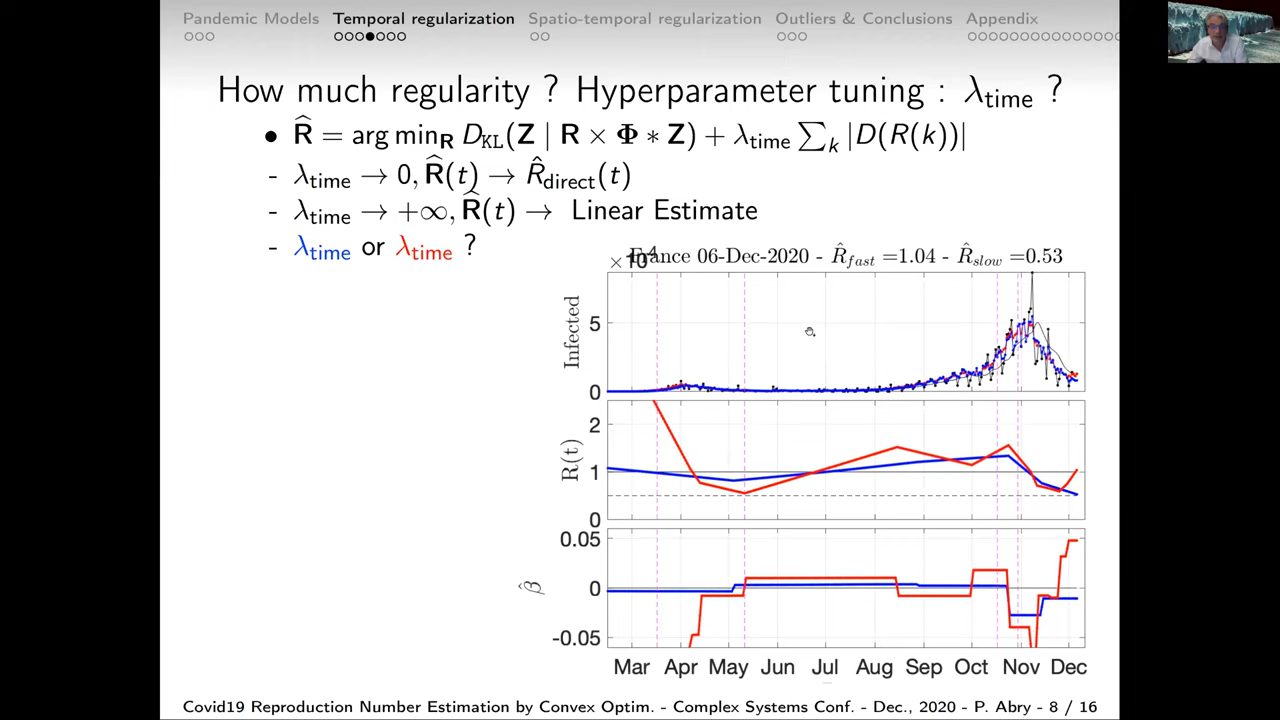 Pandemic Models Temporal regularization Spatio-temporal regularization Outliers & Conclusions Appendix
How much regularity ? Hyperparameter tuning : λtime ?
• R̂ = arg minR DKL(Z | R × Φ ∗ Z) + λtime ∑k |D(R(k))|
- λtime → 0, R̂(t) → R̂direct(t)
- λtime → +∞, R̂(t) → Linear Estimate
- λtime or λtime ?
×10⁴
France 06-Dec-2020 - R̂fast =1.04 - R̂slow =0.53
Infected
5
0
R(t)
2
1
0
β̂
0.05
0
-0.05
Mar Apr May Jun Jul Aug Sep Oct Nov Dec
Covid19 Reproduction Number Estimation by Convex Optim. - Complex Systems Conf. - Dec., 2020 - P. Abry - 8 / 16